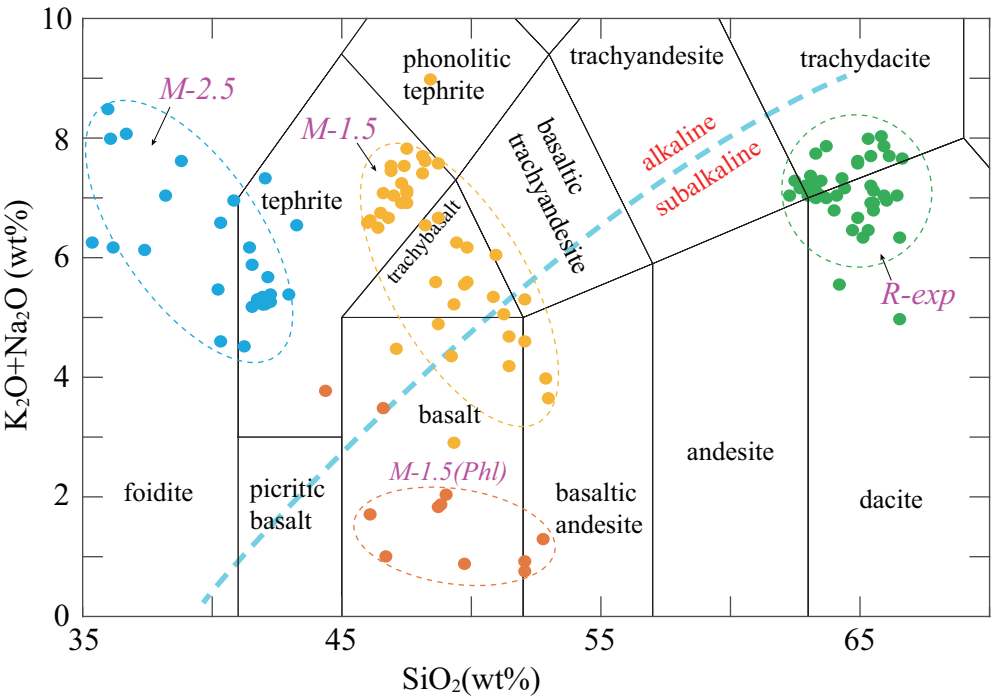 10
8
6
4
2
0
K₂O+Na₂O (wt%)
35
45
55
65
SiO₂(wt%)
phonolitic
tephrite
trachyandesite
trachydacite
M-2.5
M-1.5
tephrite
basaltic
trachyandesite
alkaline
subalkaline
trachybasalt
R-exp
basalt
M-1.5(Phl)
foidite
picritic
basalt
basaltic
andesite
andesite
dacite